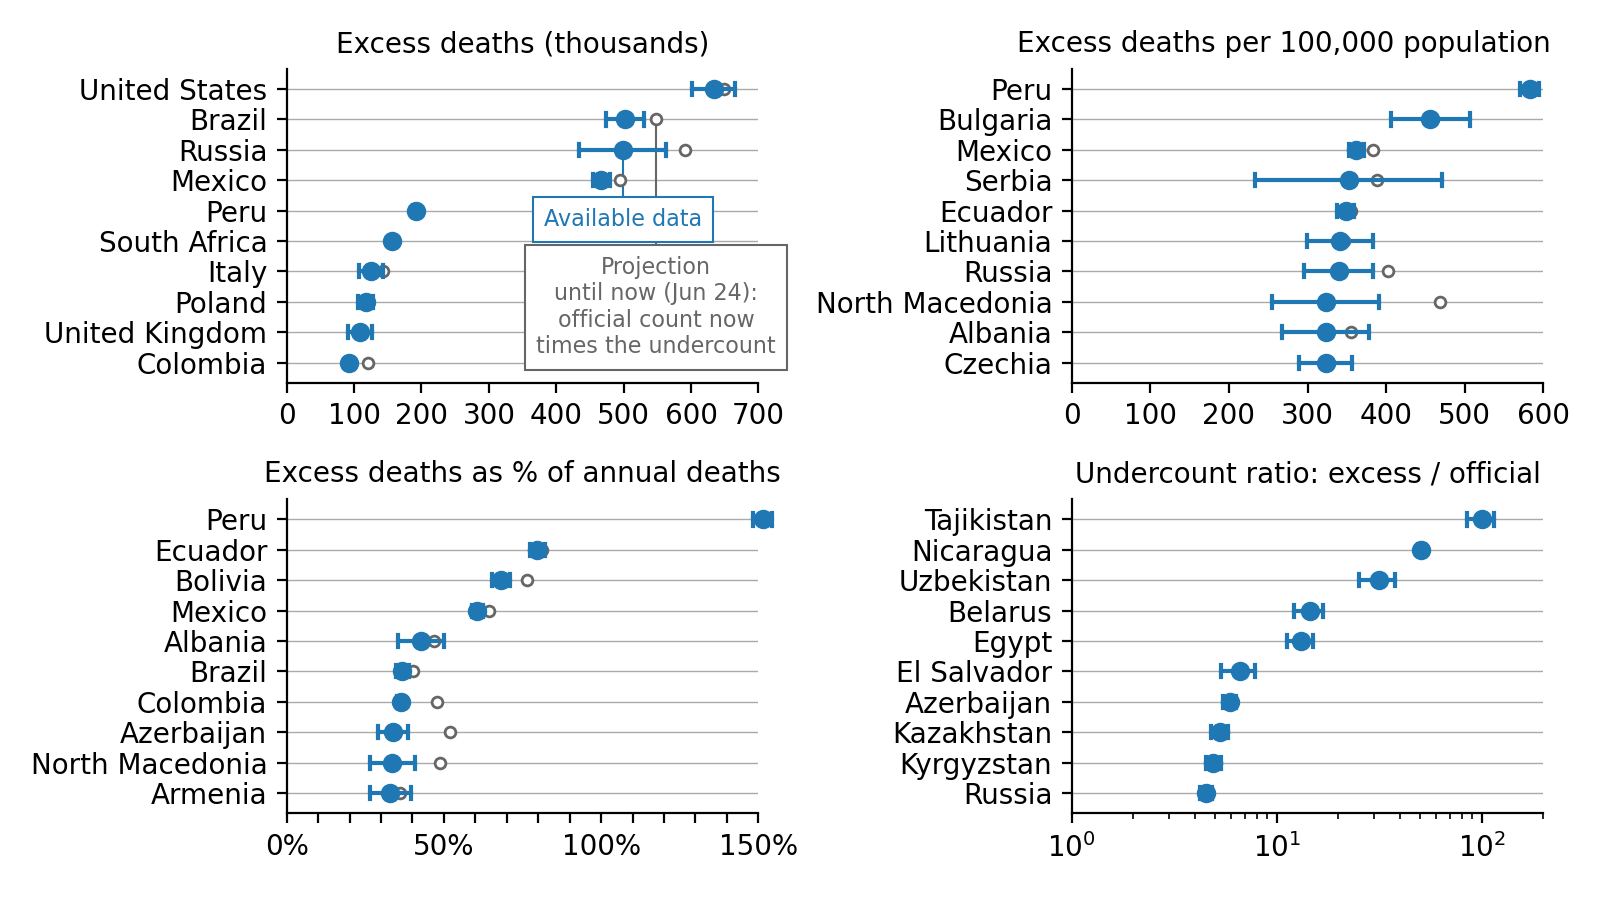 Excess deaths (thousands)
United States
Brazil
Russia
Mexico
Peru
South Africa
Italy
Poland
United Kingdom
Colombia
Available data
Projection
until now (Jun 24):
official count now
times the undercount
0 100 200 300 400 500 600 700
Excess deaths per 100,000 population
Peru
Bulgaria
Mexico
Serbia
Ecuador
Lithuania
Russia
North Macedonia
Albania
Czechia
0 100 200 300 400 500 600
Excess deaths as % of annual deaths
Peru
Ecuador
Bolivia
Mexico
Albania
Brazil
Colombia
Azerbaijan
North Macedonia
Armenia
0% 50% 100% 150%
Undercount ratio: excess / official
Tajikistan
Nicaragua
Uzbekistan
Belarus
Egypt
El Salvador
Azerbaijan
Kazakhstan
Kyrgyzstan
Russia
10⁰ 10¹ 10²